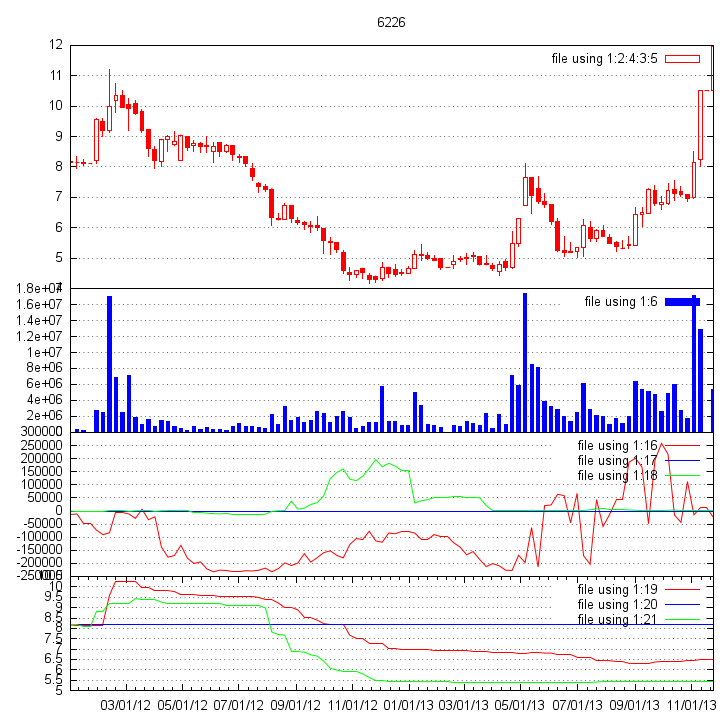 6226
12
file using 1:2:4:3:5
11
10
9
8
7
6
5
4
1.8e+07
file using 1:6
1.6e+07
1.4e+07
1.2e+07
1e+07
8e+06
6e+06
4e+06
2e+06
300000
250000
file using 1:16
200000
file using 1:17
150000
file using 1:18
100000
50000
0
-50000
-100000
-150000
-200000
-250000
10
file using 1:19
9.5
9
file using 1:20
8.5
file using 1:21
8
7.5
7
6.5
6
5.5
5
03/01/12 05/01/12 07/01/12 09/01/12 11/01/12 01/01/13 03/01/13 05/01/13 07/01/13 09/01/13 11/01/13